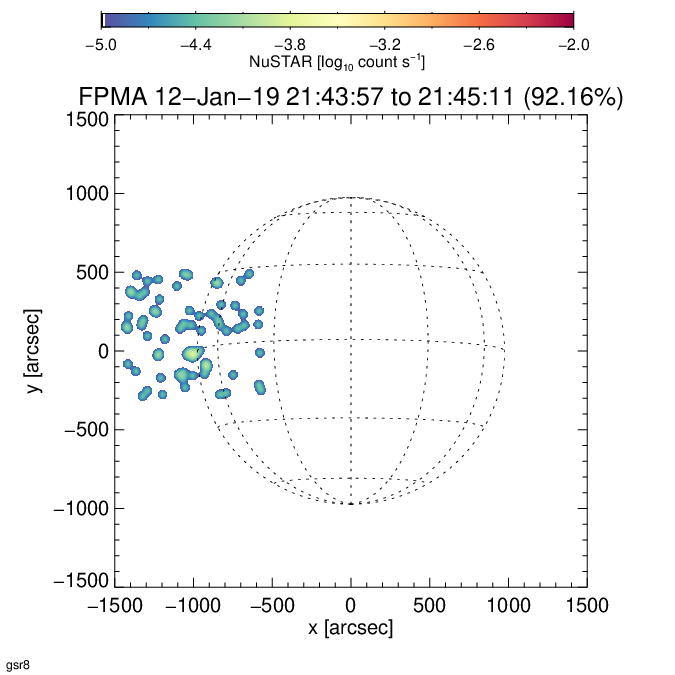 −5.0 −4.4 −3.8 −3.2 −2.6 −2.0
NuSTAR [log10 count s−1]
FPMA 12−Jan−19 21:43:57 to 21:45:11 (92.16%)
1500
1000
500
0
−500
−1000
−1500
y [arcsec]
−1500 −1000 −500 0 500 1000 1500
x [arcsec]
gsr8